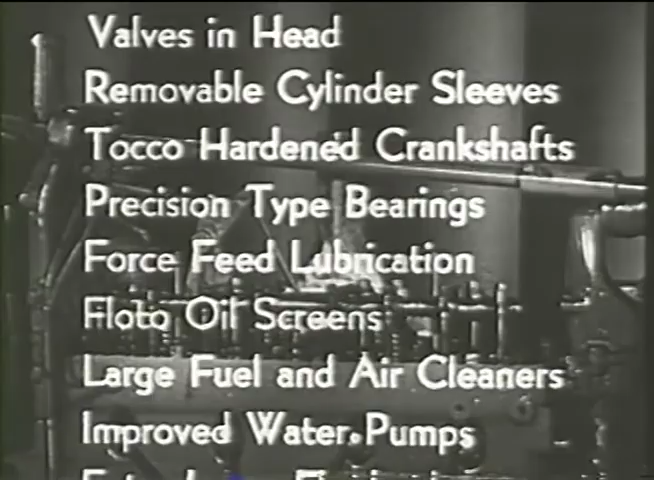 Valves in Head
Removable Cylinder Sleeves
Tocco Hardened Crankshafts
Precision Type Bearings
Force Feed Lubrication
Floto Oil Screens
Large Fuel and Air Cleaners
Improved Water Pumps